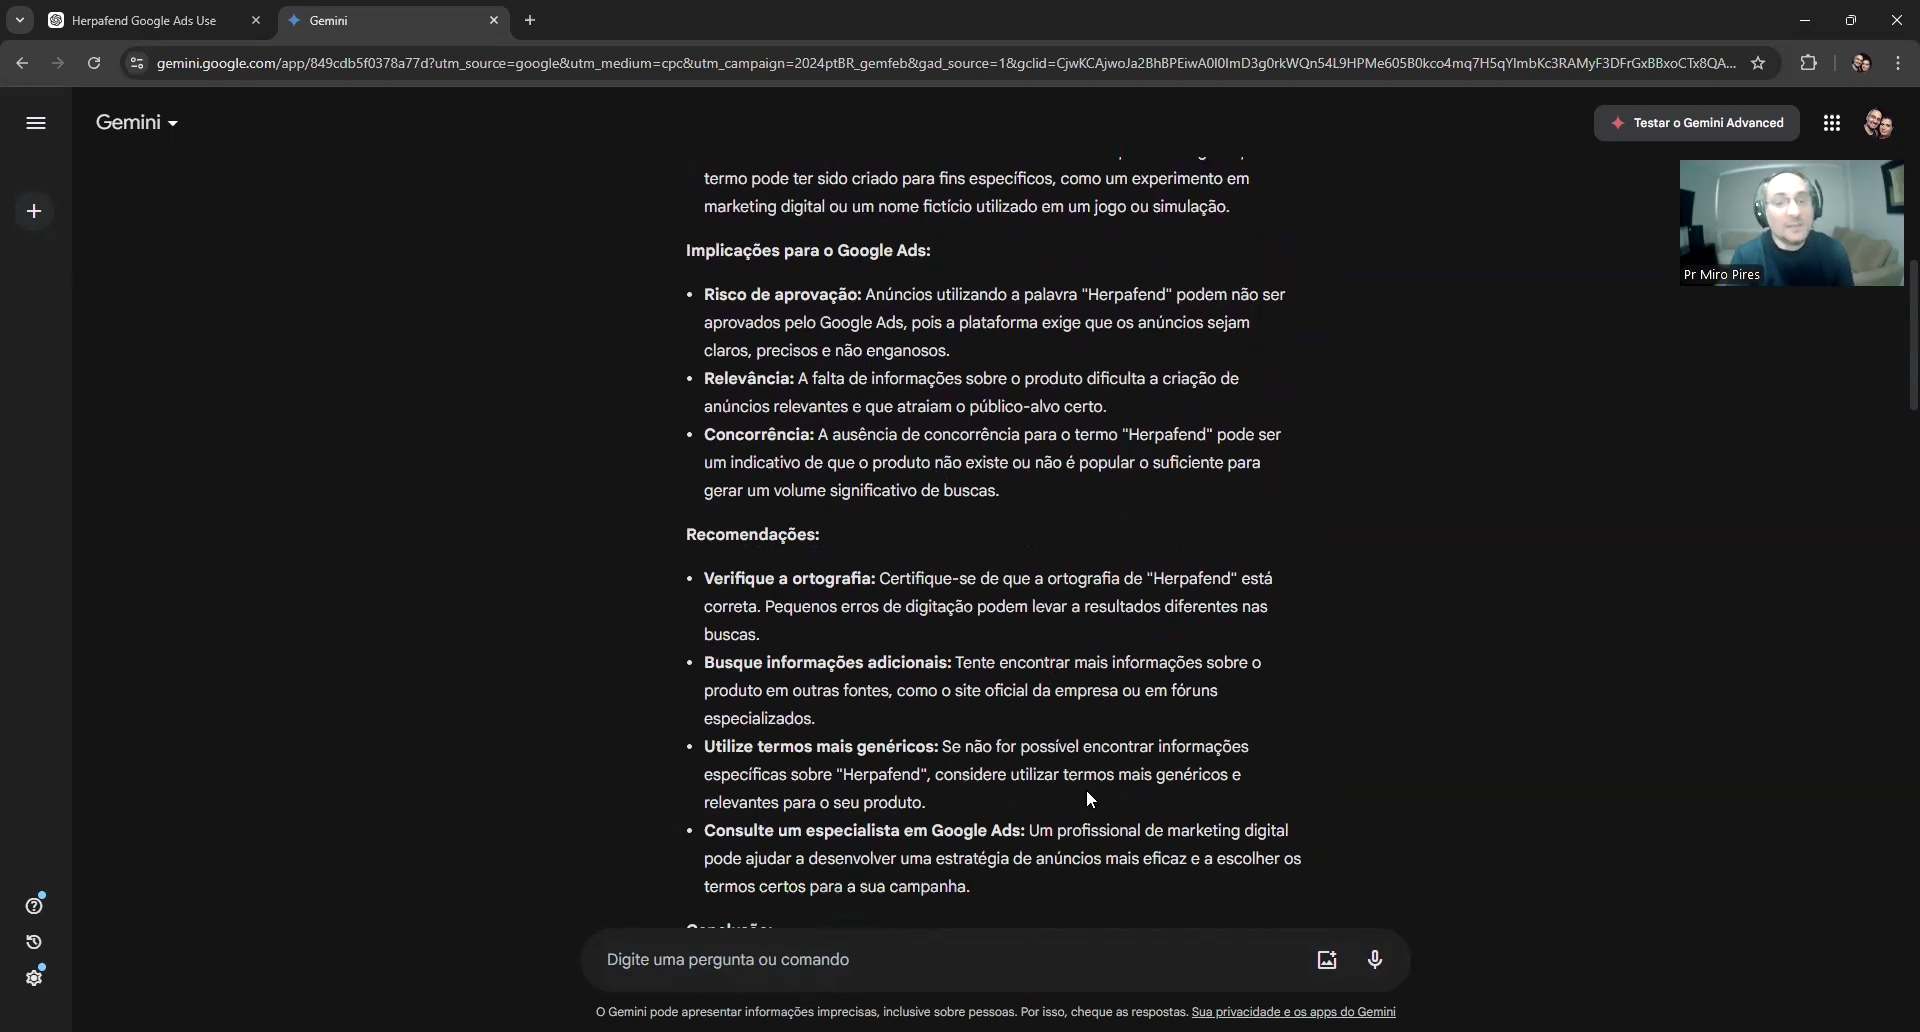 Herpafend Google Ads Use
Gemini
gemini.google.com/app/849cdb5f0378a77d?utm_source=google&utm_medium=cpc&utm_campaign=2024ptBR_gemfeb&gad_source=1&gclid=CjwKCAjwoJa2BhBPEiwA0l0ImD3g0rkWQn54L9HPMe605B0kco4mq7H5qYlmbKc3RAMyF3DFrGxBBxoCTx8QA...
Gemini
Testar o Gemini Advanced
termo pode ter sido criado para fins específicos, como um experimento em
marketing digital ou um nome fictício utilizado em um jogo ou simulação.
Pr Miro Pires
Implicações para o Google Ads:
• Risco de aprovação: Anúncios utilizando a palavra "Herpafend" podem não ser
aprovados pelo Google Ads, pois a plataforma exige que os anúncios sejam
claros, precisos e não enganosos.
• Relevância: A falta de informações sobre o produto dificulta a criação de
anúncios relevantes e que atraiam o público-alvo certo.
• Concorrência: A ausência de concorrência para o termo "Herpafend" pode ser
um indicativo de que o produto não existe ou não é popular o suficiente para
gerar um volume significativo de buscas.
Recomendações:
• Verifique a ortografia: Certifique-se de que a ortografia de "Herpafend" está
correta. Pequenos erros de digitação podem levar a resultados diferentes nas
buscas.
• Busque informações adicionais: Tente encontrar mais informações sobre o
produto em outras fontes, como o site oficial da empresa ou em fóruns
especializados.
• Utilize termos mais genéricos: Se não for possível encontrar informações
específicas sobre "Herpafend", considere utilizar termos mais genéricos e
relevantes para o seu produto.
• Consulte um especialista em Google Ads: Um profissional de marketing digital
pode ajudar a desenvolver uma estratégia de anúncios mais eficaz e a escolher os
termos certos para a sua campanha.
Digite uma pergunta ou comando
O Gemini pode apresentar informações imprecisas, inclusive sobre pessoas. Por isso, cheque as respostas. Sua privacidade e os apps do Gemini